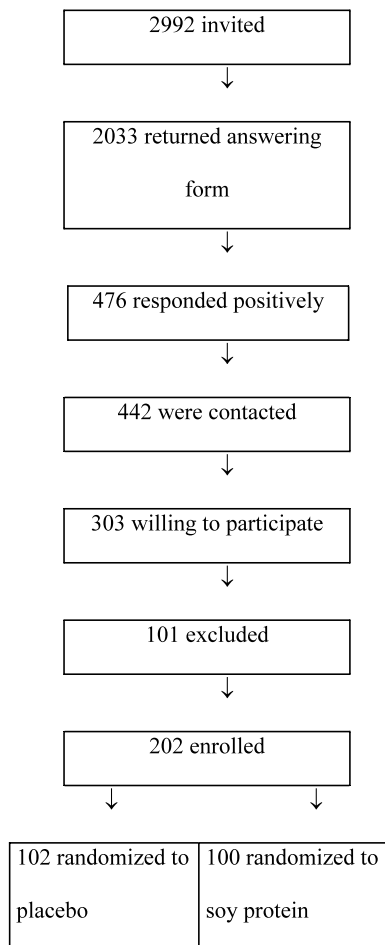 2992 invited
↓
2033 returned answering
form
↓
476 responded positively
↓
442 were contacted
↓
303 willing to participate
↓
101 excluded
↓
202 enrolled
↓ ↓
102 randomized to
placebo
100 randomized to
soy protein